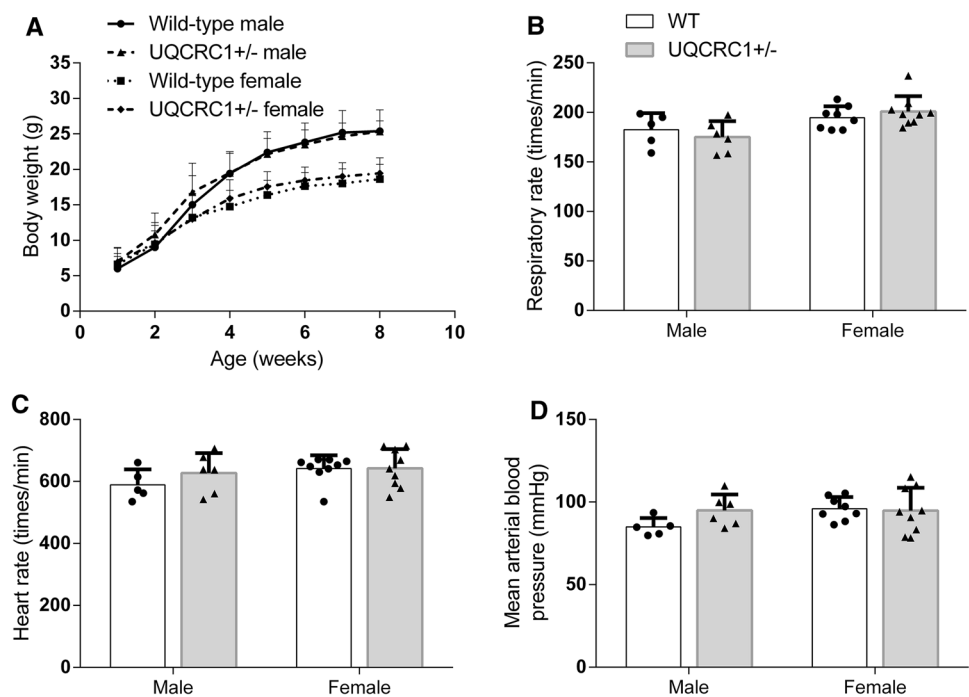 A
Wild-type male
UQCRC1+/- male
Wild-type female
UQCRC1+/- female
Body weight (g)
35
30
25
20
15
10
5
0
0 2 4 6 8 10
Age (weeks)
B
WT
UQCRC1+/-
Respiratory rate (times/min)
250
200
150
200
50
0
Male Female
C
Heart rate (tiems/min)
800
600
400
200
0
Male Female
D
Mean arterial blood
pressure (mmHg)
150
100
50
0
Male Female